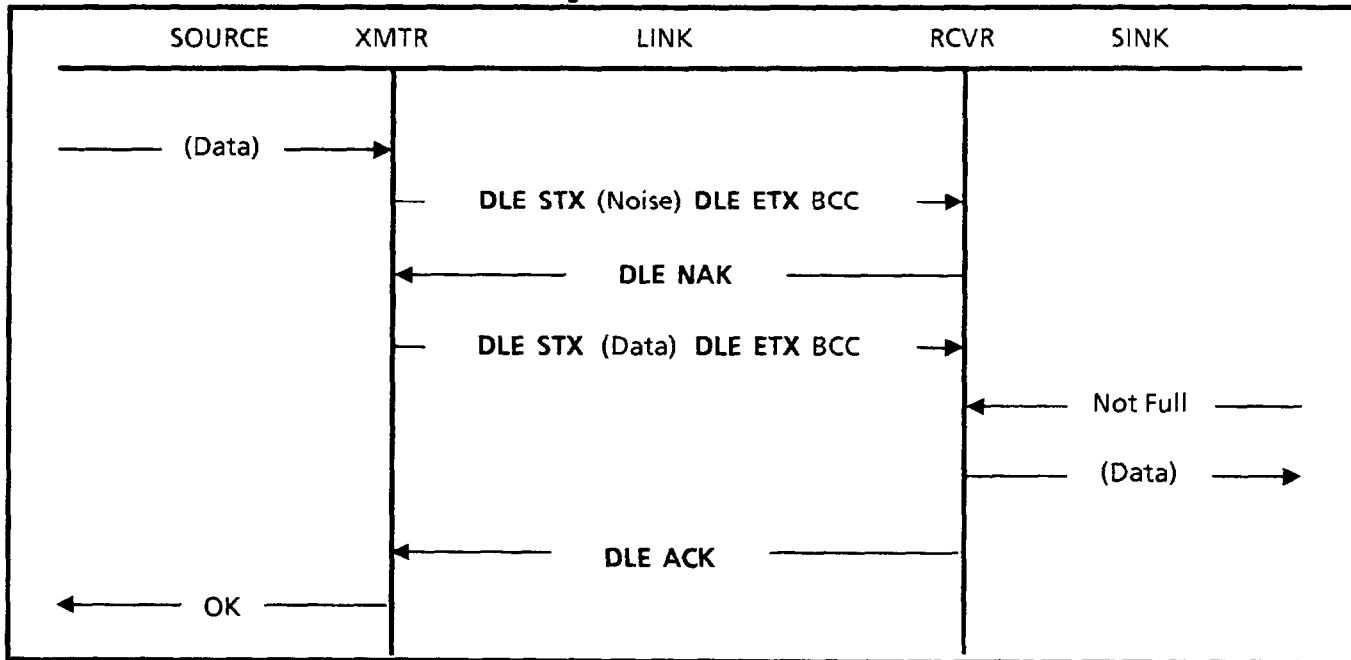 SOURCE XMTR LINK RCVR SINK
(Data)
DLE STX (Noise) DLE ETX BCC
DLE NAK
DLE STX (Data) DLE ETX BCC
Not Full
(Data)
DLE ACK
OK